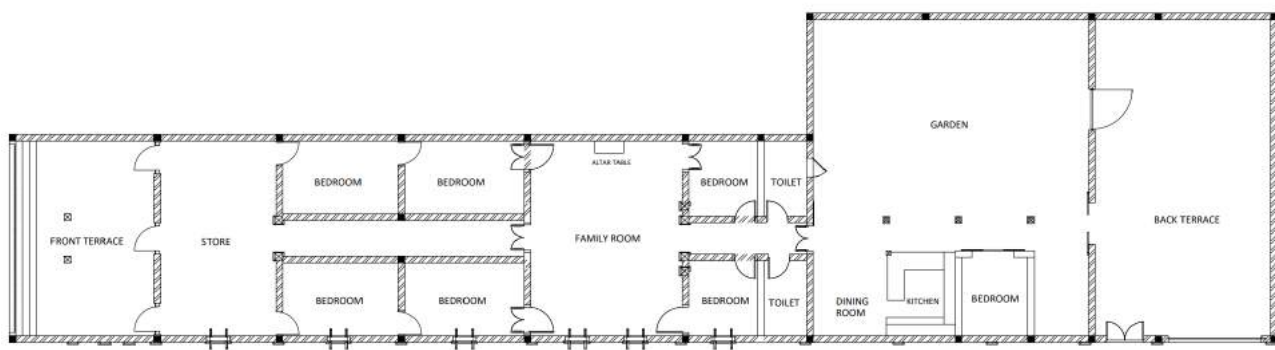 GARDEN
ALTAR TABLE
BEDROOM
BEDROOM
BEDROOM
TOILET
FRONT TERRACE
STORE
FAMILY ROOM
BACK TERRACE
BEDROOM
BEDROOM
BEDROOM
TOILET
DINING
ROOM
KITCHEN
BEDROOM